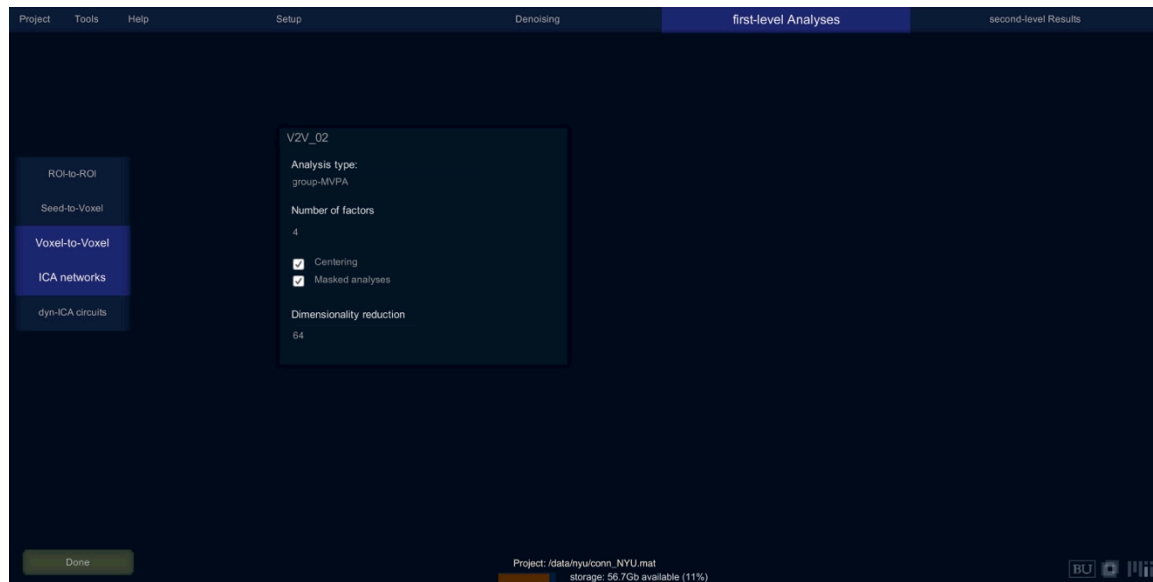 Project Tools Help Setup Denoising first-level Analyses second-level Results
V2V_02
Analysis type:
group-MVPA
Number of factors
4
Centering
Masked analyses
Dimensionality reduction
64
ROI-to-ROI
Seed-to-Voxel
Voxel-to-Voxel
ICA networks
dyn-ICA circuits
Done
Project: /data/nyu/conn_NYU.mat
storage: 56.7Gb available (11%)
BU